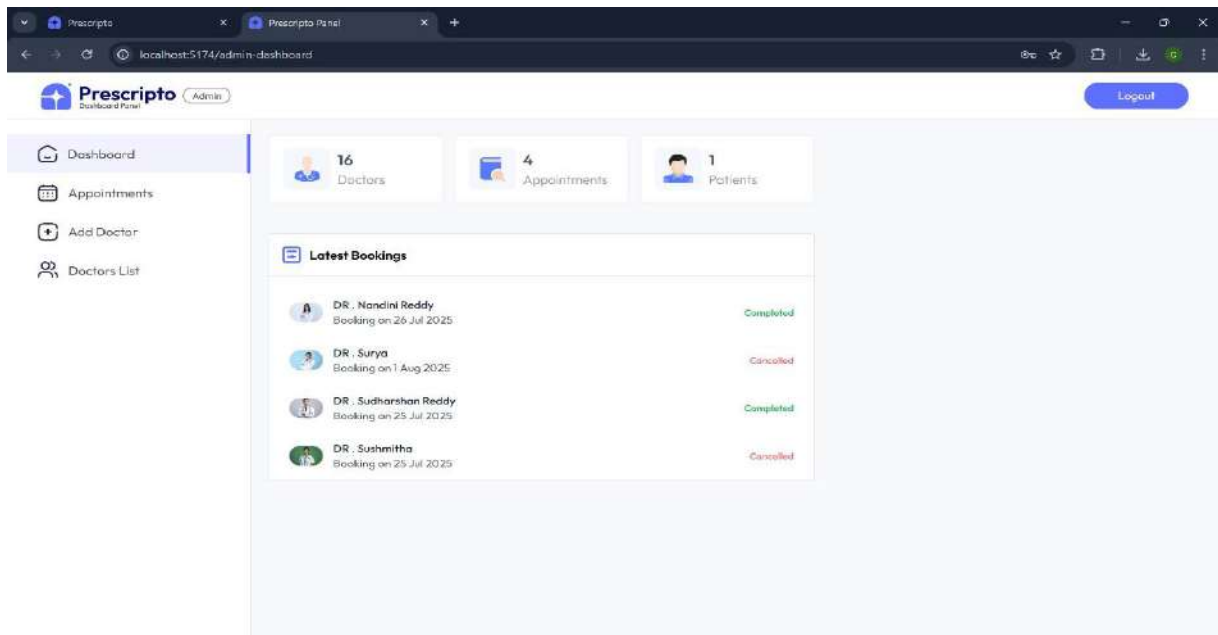 Prescripto
Prescripto Panel
localhost:5174/admin-dashboard
G
Prescripto
Admin
Dashboard Panel
Logout
Dashboard
Appointments
Add Doctor
Doctors List
16
Doctors
4
Appointments
1
Patients
Latest Bookings
DR . Nandini Reddy
Booking on 26 Jul 2025
Completed
DR . Surya
Booking on 1 Aug 2025
Cancelled
DR . Sudharshan Reddy
Booking on 25 Jul 2025
Completed
DR . Sushmitha
Booking on 25 Jul 2025
Cancelled